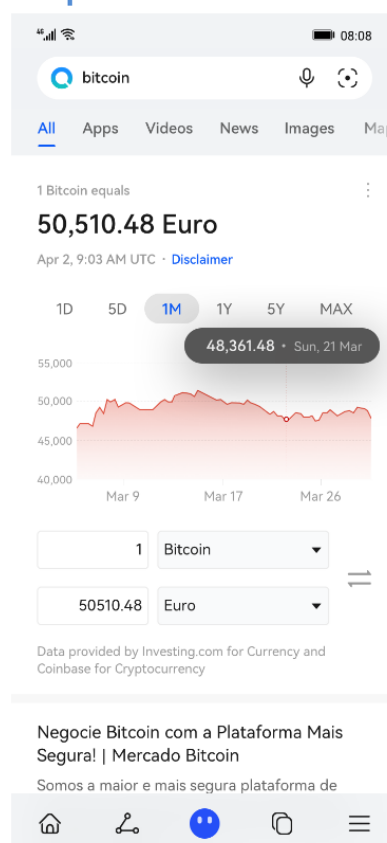 46 08:08
bitcoin
All Apps Videos News Images
1 Bitcoin equals
50,510.48 Euro
Apr 2, 9:03 AM UTC · Disclaimer
1D 5D 1M 1Y 5Y MAX
48,361.48 • Sun, 21 Mar
55,000
50,000
45,000
40,000
Mar 9 Mar 17 Mar 26
1 Bitcoin
50510.48 Euro
Data provided by Investing.com for Currency and
Coinbase for Cryptocurrency
Negocie Bitcoin com a Plataforma Mais
Segura! | Mercado Bitcoin
Somos a maior e mais segura plataforma de